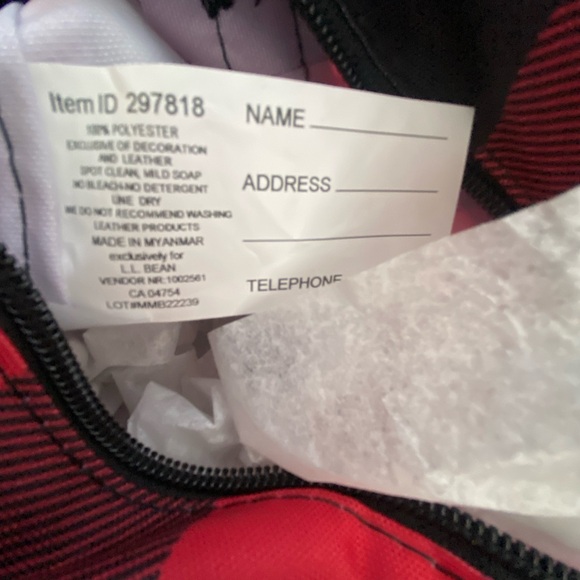 Item ID 297818
100% POLYESTER
EXCLUSIVE OF DECORATION
AND LEATHER
SPOT CLEAN, MILD SOAP
NO BLEACH-NO DETERGENT
LINE DRY
WE DO NOT RECOMMEND WASHING
LEATHER PRODUCTS
MADE IN MYANMAR
exclusively for
L.L. BEAN
VENDOR NR:1002561
CA 04754
LOT#MMB22239
NAME
ADDRESS
TELEPHONE